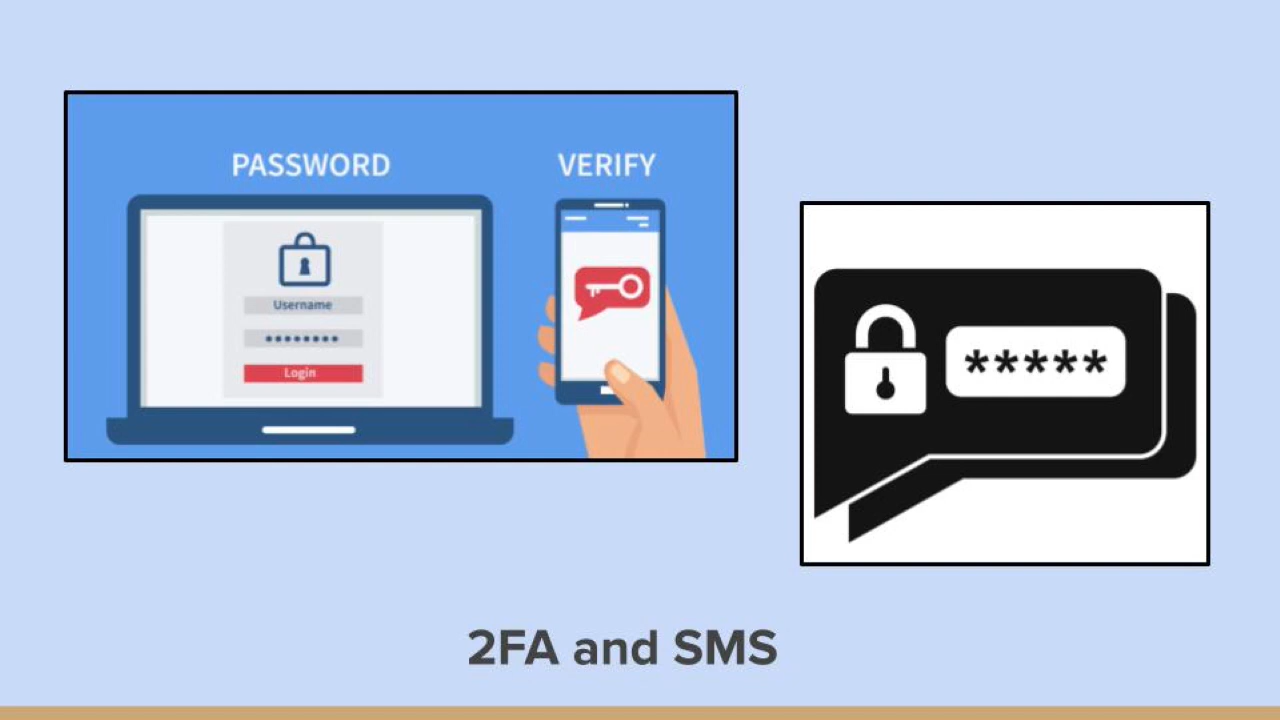 PASSWORD
VERIFY
Username
••••••••
Login
*****
2FA and SMS